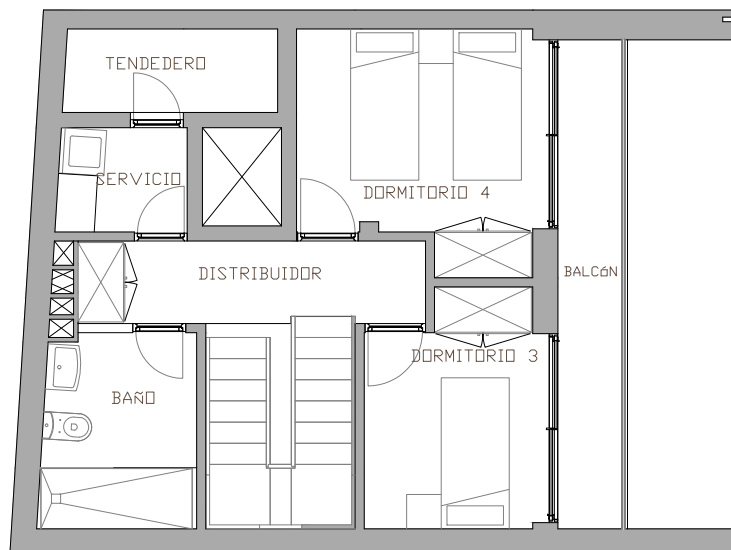 TENDEDERO
SERVICIO
DORMITORIO 4
DISTRIBUIDOR
BALCóN
DORMITORIO 3
BAÑO